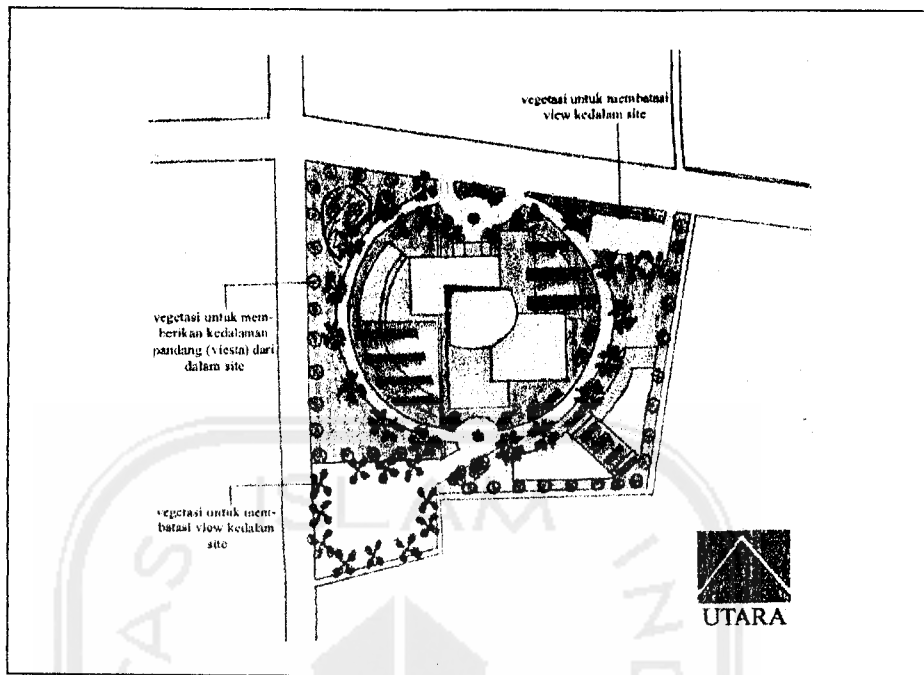 vegetasi untuk membatasi
view kedalam site
vegetasi untuk mem-
berikan kedalaman
pandang (viesta) dari
dalam site
vegetasi untuk mem-
batasi view kedalam
site
UTARA
ISLAM